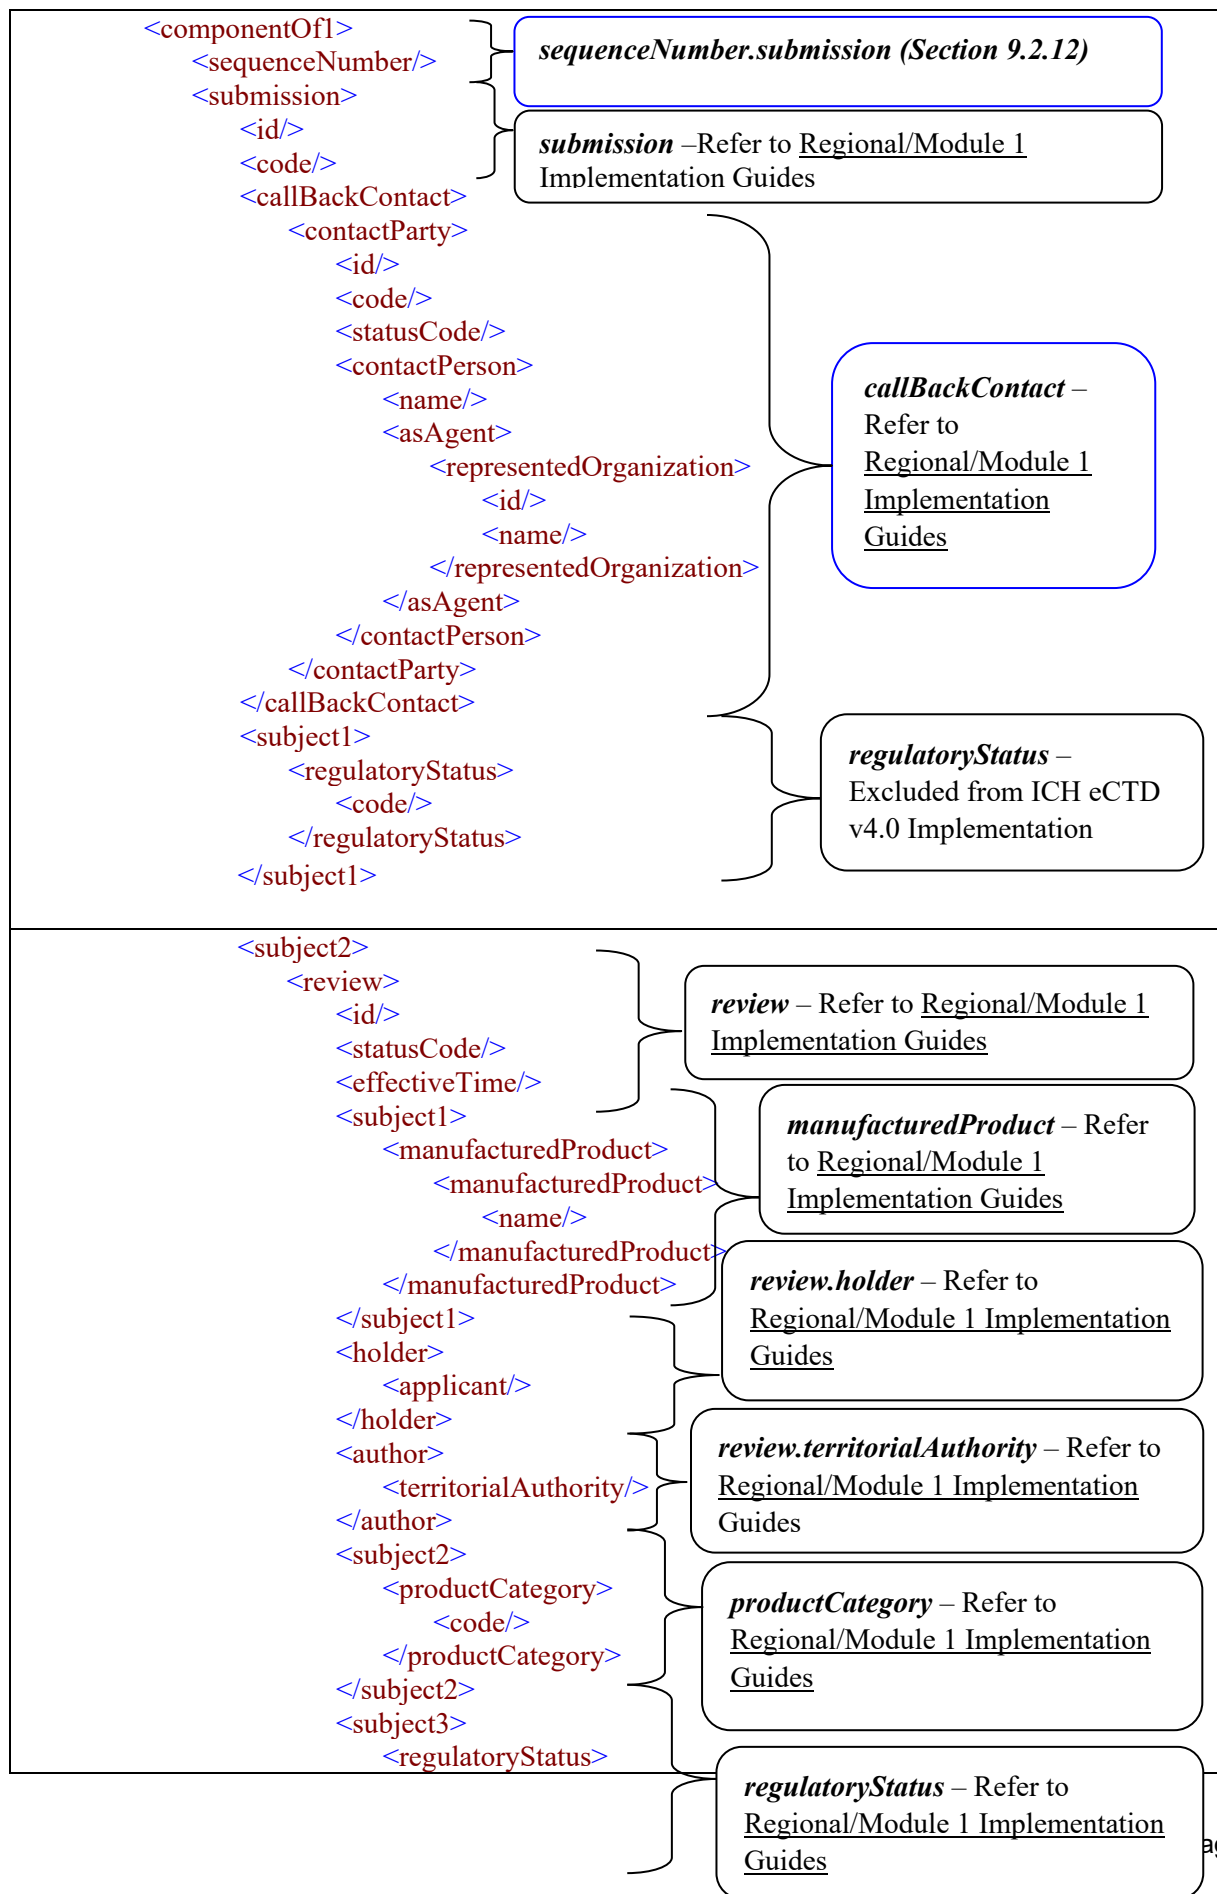 <componentOf1>
<sequenceNumber/>
<submission>
<id/>
<code/>
<callBackContact>
<contactParty>
<id/>
<code/>
<statusCode/>
<contactPerson>
<name/>
<asAgent>
<representedOrganization>
<id/>
<name/>
</representedOrganization>
</asAgent>
</contactPerson>
</contactParty>
</callBackContact>
<subject1>
<regulatoryStatus>
<code/>
</regulatoryStatus>
</subject1>
sequenceNumber.submission (Section 9.2.12)
submission –Refer to Regional/Module 1
Implementation Guides
callBackContact –
Refer to
Regional/Module 1
Implementation
Guides
regulatoryStatus –
Excluded from ICH eCTD
v4.0 Implementation
<subject2>
<review>
<id/>
<statusCode/>
<effectiveTime/>
<subject1>
<manufacturedProduct>
<manufacturedProduct>
<name/>
</manufacturedProduct>
</manufacturedProduct>
</subject1>
<holder>
<applicant/>
</holder>
<author>
<territorialAuthority/>
</author>
<subject2>
<productCategory>
<code/>
</productCategory>
</subject2>
<subject3>
<regulatoryStatus>
review – Refer to Regional/Module 1
Implementation Guides
manufacturedProduct – Refer
to Regional/Module 1
Implementation Guides
review.holder – Refer to
Regional/Module 1 Implementation
Guides
review.territorialAuthority – Refer to
Regional/Module 1 Implementation
Guides
productCategory – Refer to
Regional/Module 1 Implementation
Guides
regulatoryStatus – Refer to
Regional/Module 1 Implementation
Guides